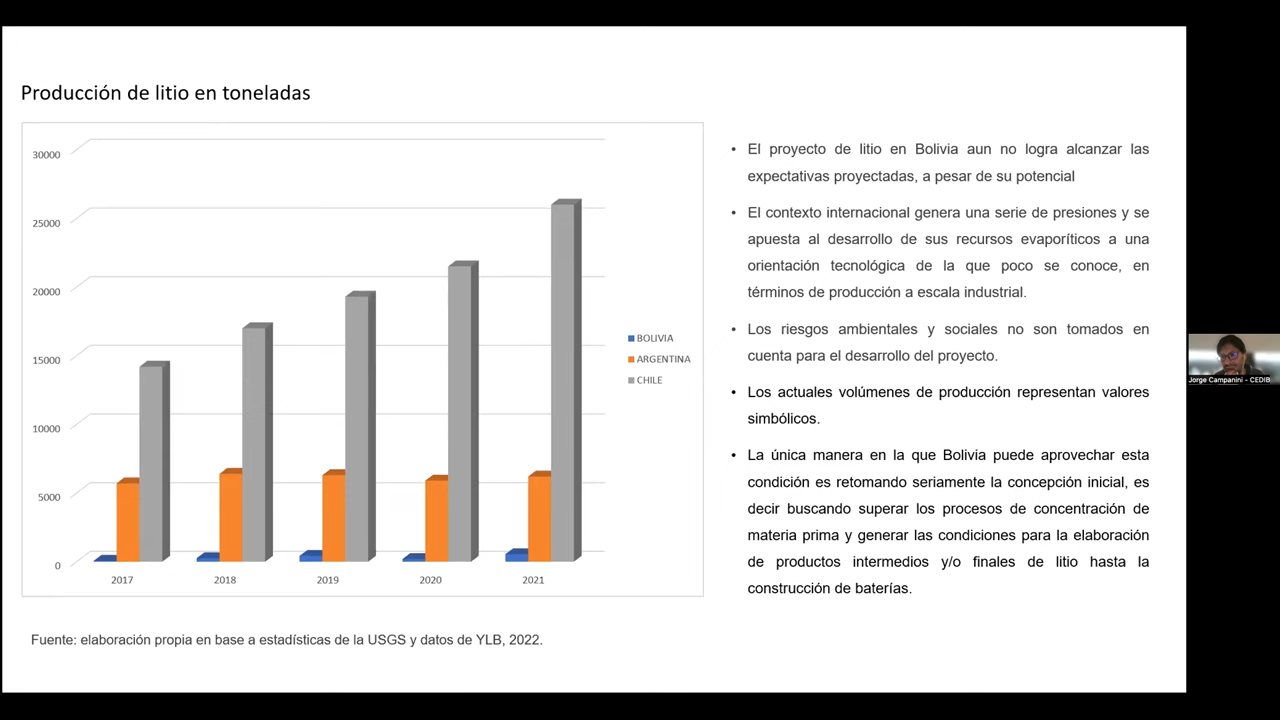 Producción de litio en toneladas
30000
25000
20000
15000
10000
5000
0
2017 2018 2019 2020 2021
BOLIVIA
ARGENTINA
CHILE
Fuente: elaboración propia en base a estadísticas de la USGS y datos de YLB, 2022.
• El proyecto de litio en Bolivia aun no logra alcanzar las
expectativas proyectadas, a pesar de su potencial
• El contexto internacional genera una serie de presiones y se
apuesta al desarrollo de sus recursos evaporíticos a una
orientación tecnológica de la que poco se conoce, en
términos de producción a escala industrial.
• Los riesgos ambientales y sociales no son tomados en
cuenta para el desarrollo del proyecto.
• Los actuales volúmenes de producción representan valores
simbólicos.
• La única manera en la que Bolivia puede aprovechar esta
condición es retomando seriamente la concepción inicial, es
decir buscando superar los procesos de concentración de
materia prima y generar las condiciones para la elaboración
de productos intermedios y/o finales de litio hasta la
construcción de baterías.
Jorge Campanini - CEDIB